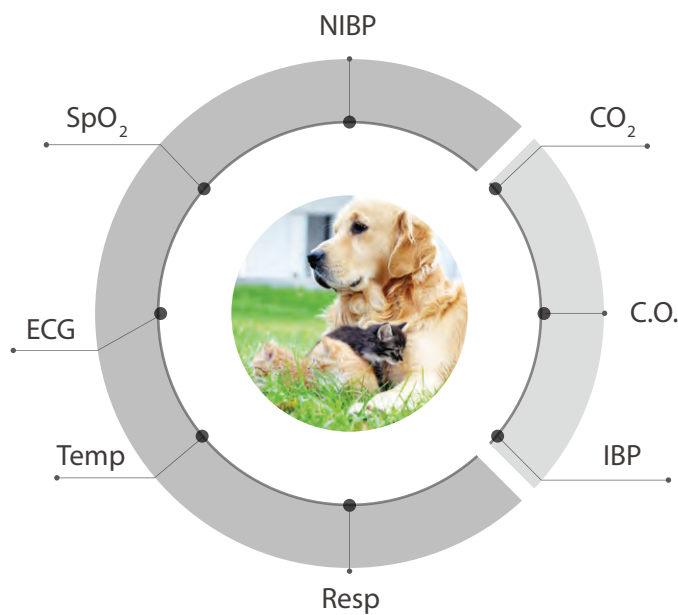 NIBP
SpO₂
CO₂
ECG
C.O.
Temp
IBP
Resp